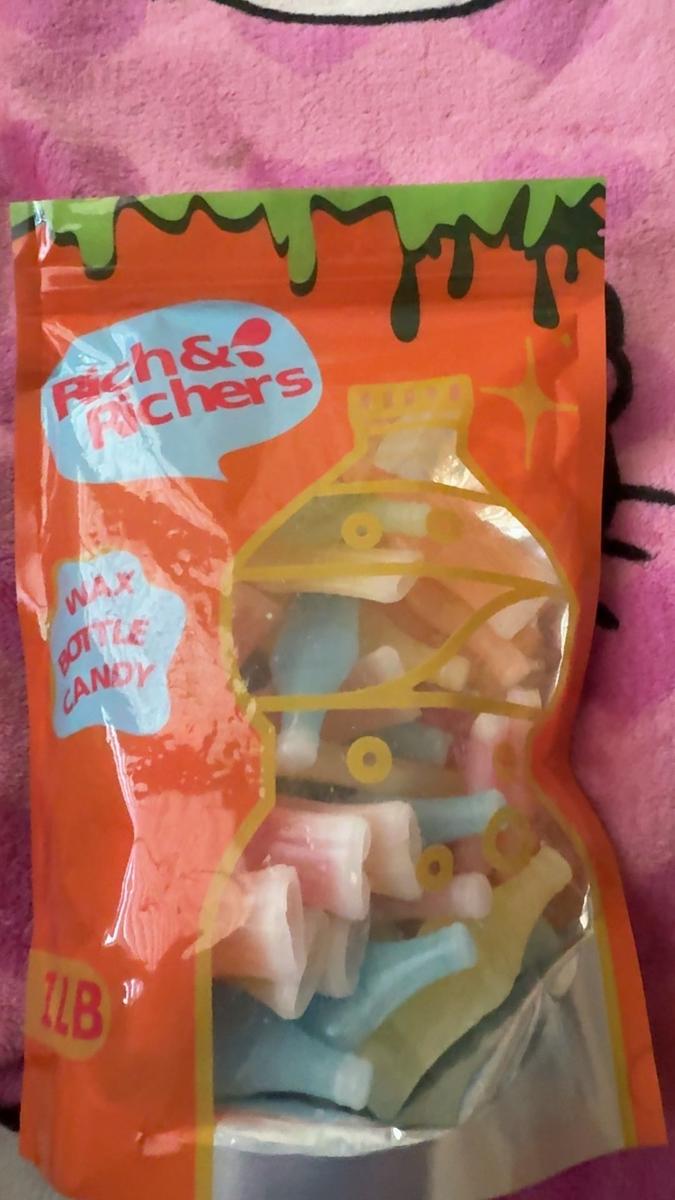 Rich&
Richers
WAX
BOTTLE
CANDY
1LB